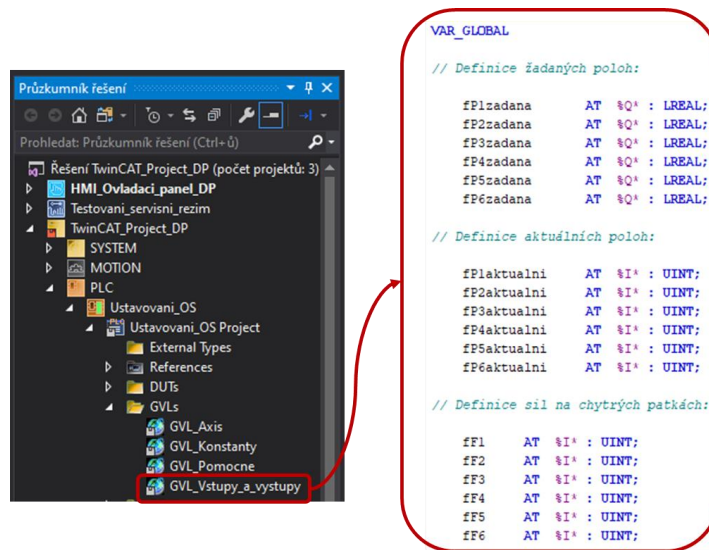 Průzkumník řešení
Prohledat: Průzkumník řešení (Ctrl+ů)
Řešení TwinCAT_Project_DP (počet projektů: 3)
HMI_Ovladaci_panel_DP
Testovani_servisni_rezim
TwinCAT_Project_DP
SYSTEM
MOTION
PLC
Ustavovani_OS
Ustavovani_OS Project
External Types
References
DUTs
GVLs
GVL_Axis
GVL_Konstanty
GVL_Pomocne
GVL_Vstupy_a_vystupy
VAR_GLOBAL
// Definice žadaných poloh:
fP1zadana AT %Q* : LREAL;
fP2zadana AT %Q* : LREAL;
fP3zadana AT %Q* : LREAL;
fP4zadana AT %Q* : LREAL;
fP5zadana AT %Q* : LREAL;
fP6zadana AT %Q* : LREAL;
// Definice aktuálních poloh:
fP1aktualni AT %I* : UINT;
fP2aktualni AT %I* : UINT;
fP3aktualni AT %I* : UINT;
fP4aktualni AT %I* : UINT;
fP5aktualni AT %I* : UINT;
fP6aktualni AT %I* : UINT;
// Definice sil na chytrých patkách:
fF1 AT %I* : UINT;
fF2 AT %I* : UINT;
fF3 AT %I* : UINT;
fF4 AT %I* : UINT;
fF5 AT %I* : UINT;
fF6 AT %I* : UINT;